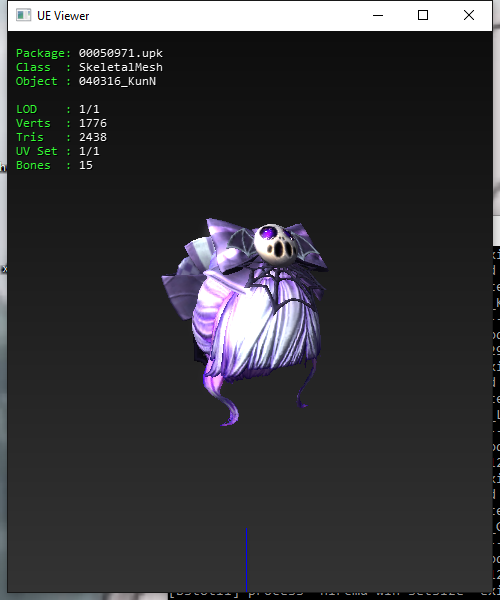 UE Viewer
Package: 00050971.upk
Class : SkeletalMesh
Object : 040316_KunN
LOD : 1/1
Verts : 1776
Tris : 2438
UV Set : 1/1
Bones : 15